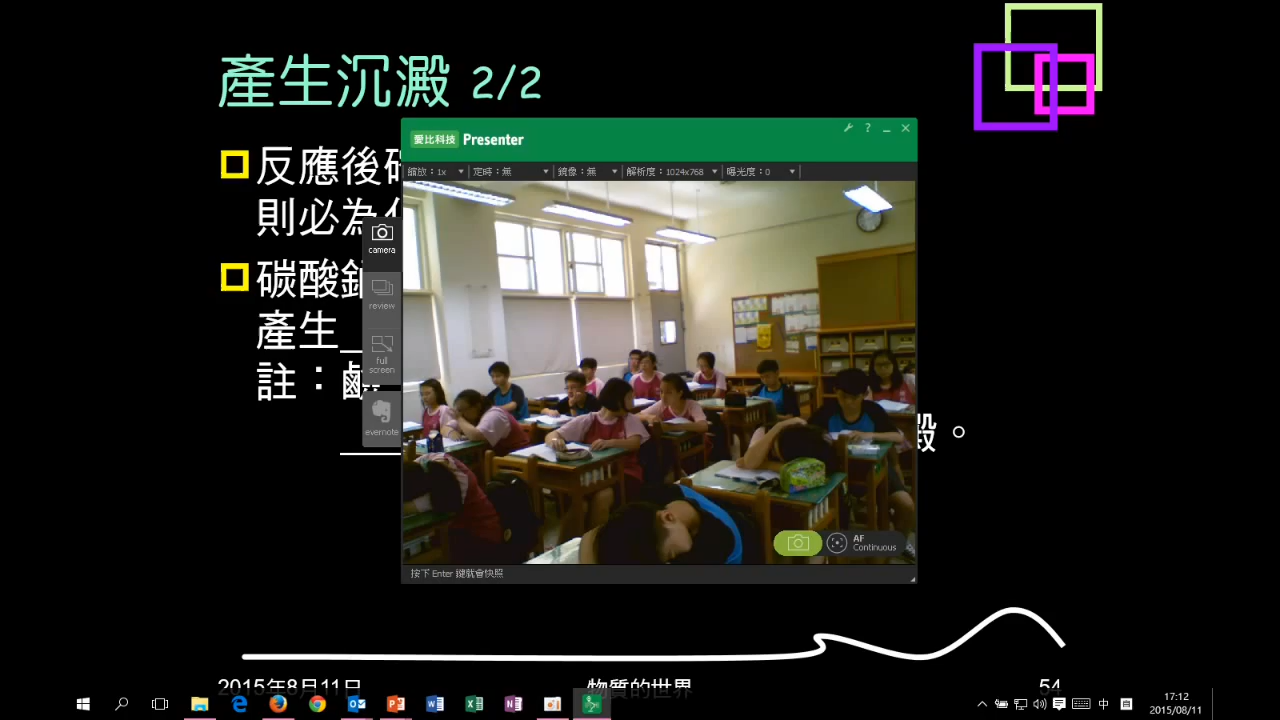 產生沉澱 2/2
愛比科技 Presenter
反應後
縮放：1x 定時：無 鏡像：無 解析度：1024x768 曝光度：0
則必為
camera
碳酸
review
產生
full
screen
註：鹼
evernote
澱。
AF
Continuous
按下 Enter 鍵就會快照
2015年8月11日 物質的世界 54
17:12
中
2015/08/11